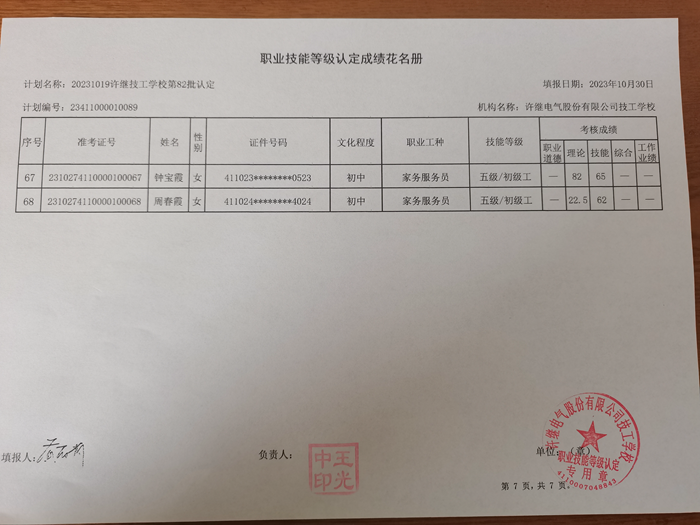 职业技能等级认定成绩花名册
计划名称：20231019许继技工学校第82批认定 填报日期：2023年10月30日
计划编号：23411000010089 机构名称：许继电气股份有限公司技工学校
序号 准考证号 姓名 性别 证件号码 文化程度 职业工种 技能等级 考核成绩
职业道德 理论 技能 综合 工作业绩
67 2310274110000100067 钟宝霞 女 411023********0523 初中 家务服务员 五级/初级工 — 82 65 — —
68 2310274110000100068 周春霞 女 411024********4024 初中 家务服务员 五级/初级工 — 22.5 62 — —
填报人： 负责人： 单位：（章）
王光中印
许继电气股份有限公司技工学校
职业技能等级认定
专用章
4110007048843
第 7 页，共 7 页。